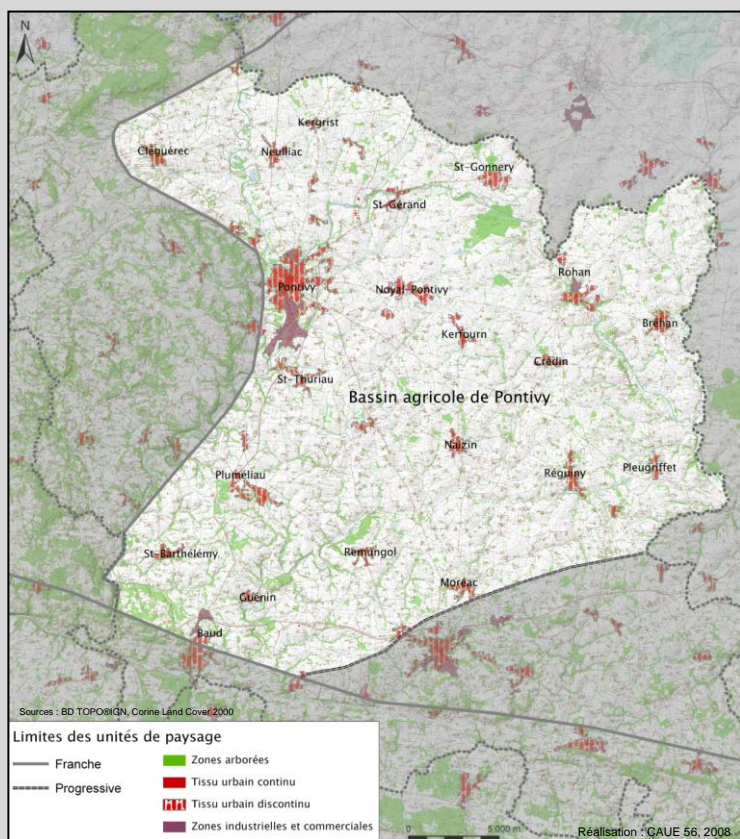 N
Kergrist
Cléguérec
Neulliac
St-Gonnery
St-Gérand
Rohan
Pontivy
Noyal-Pontivy
Bréhan
Kerfourn
Crédin
St-Thuriau
Bassin agricole de Pontivy
Naizin
Pluméliau
Réguiny
Pleugriffet
St-Barthélémy
Remungol
Moréac
Guénin
Baud
Sources : BD TOPO®IGN, Corine Land Cover 2000
Limites des unités de paysage
Franche
Progressive
Zones arborées
Tissu urbain continu
Tissu urbain discontinu
Zones industrielles et commerciales
0 5 000 m
Réalisation : CAUE 56, 2008